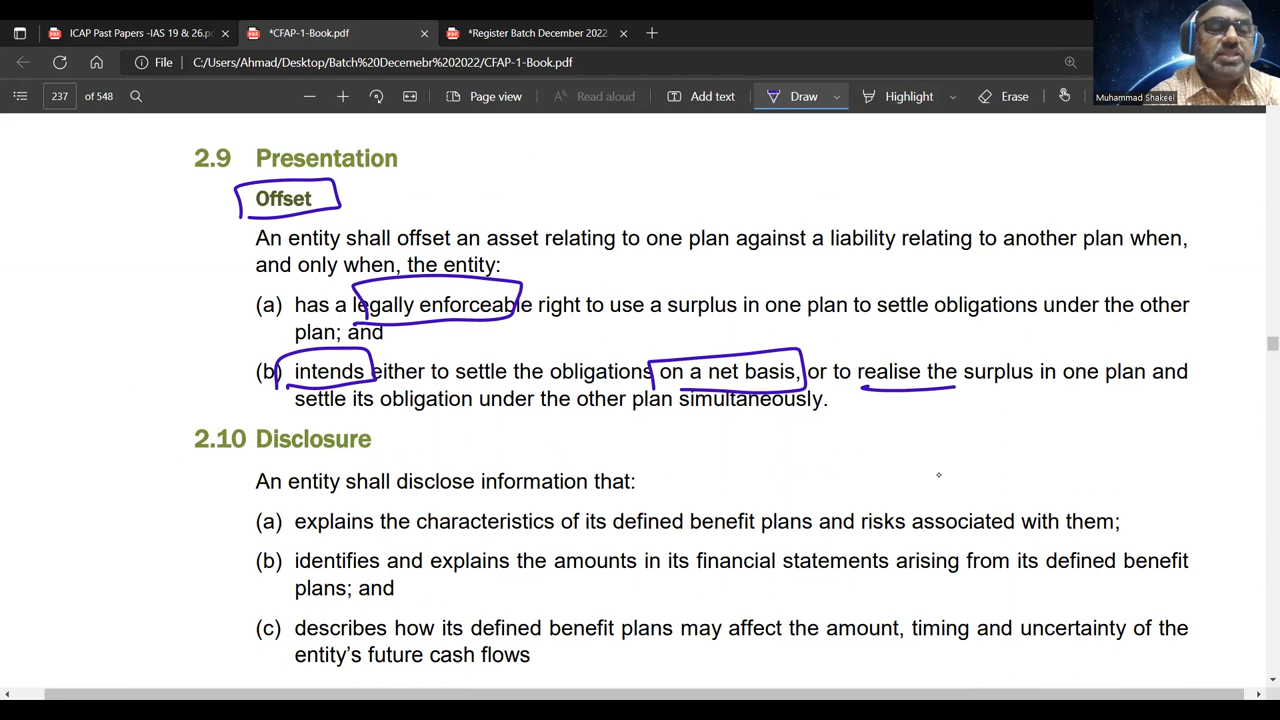 ICAP Past Papers -IAS 19 & 26.p
*CFAP-1-Book.pdf
*Register Batch December 2022
File
C:/Users/Ahmad/Desktop/Batch%20Decemebr%202022/CFAP-1-Book.pdf
237 of 548
Page view
Read aloud
Add text
Draw
Highlight
Erase
Muhammad Shakeel
2.9 Presentation
Offset
An entity shall offset an asset relating to one plan against a liability relating to another plan when,
and only when, the entity:
(a) has a legally enforceable right to use a surplus in one plan to settle obligations under the other
plan; and
(b) intends either to settle the obligations on a net basis, or to realise the surplus in one plan and
settle its obligation under the other plan simultaneously.
2.10 Disclosure
An entity shall disclose information that:
(a) explains the characteristics of its defined benefit plans and risks associated with them;
(b) identifies and explains the amounts in its financial statements arising from its defined benefit
plans; and
(c) describes how its defined benefit plans may affect the amount, timing and uncertainty of the
entity's future cash flows